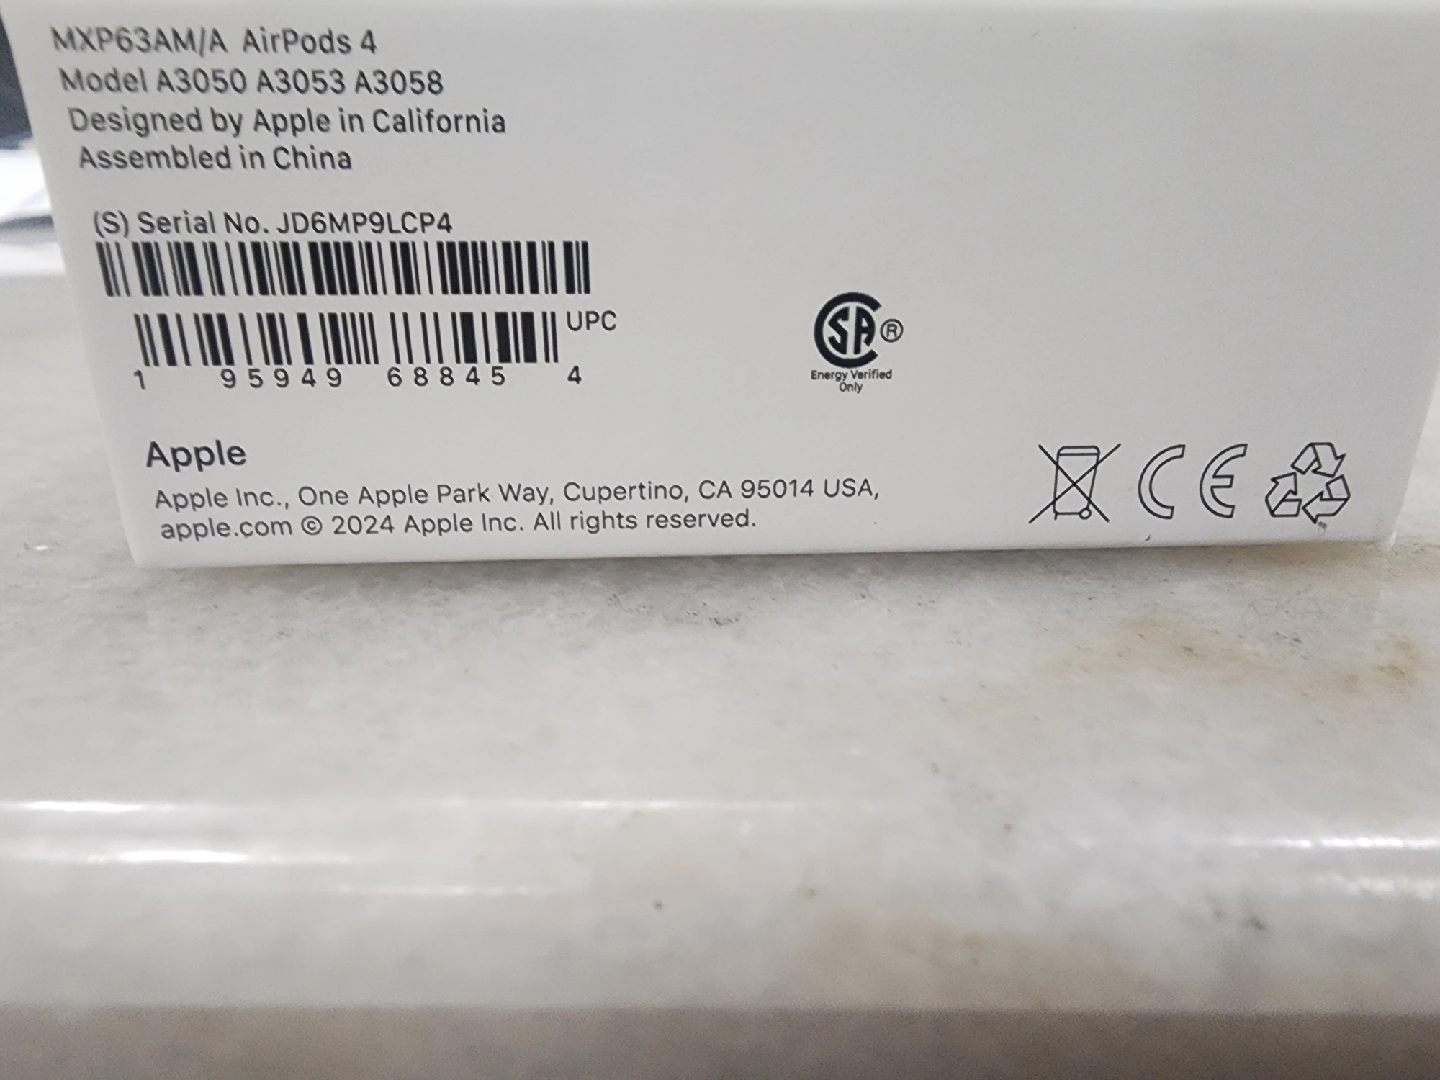 MXP63AM/A AirPods 4
Model A3050 A3053 A3058
Designed by Apple in California
Assembled in China
(S) Serial No. JD6MP9LCP4
UPC
1 95949 68845 4
SA®
Energy Verified
Only
Apple
Apple Inc., One Apple Park Way, Cupertino, CA 95014 USA,
apple.com © 2024 Apple Inc. All rights reserved.
CE